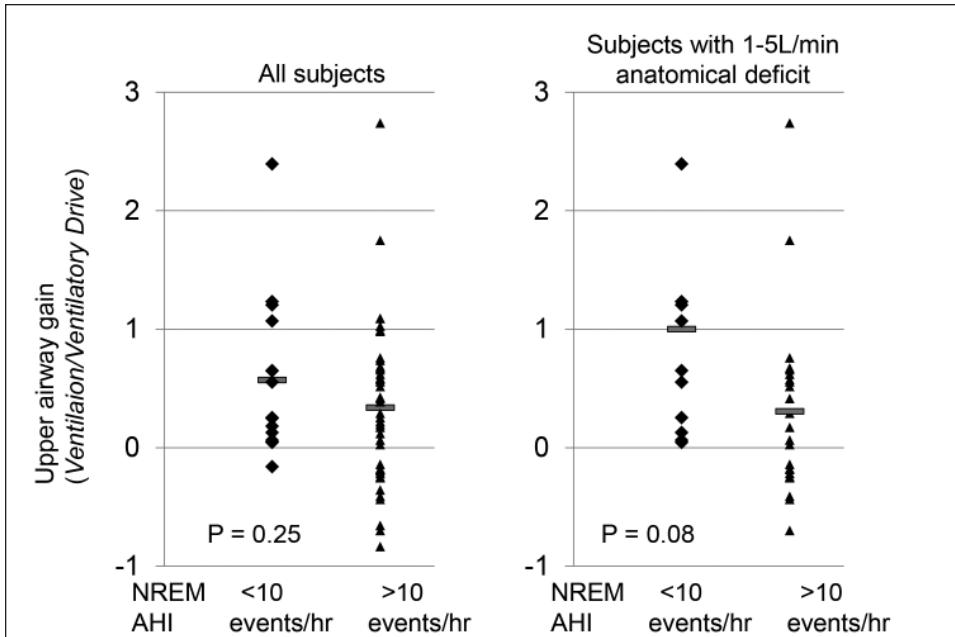 All subjects
Subjects with 1-5L/min
anatomical deficit
Upper airway gain
(Ventilaion/Ventilatory Drive)
3
2
1
0
-1
P = 0.25
3
2
1
0
-1
P = 0.08
NREM <10 >10 NREM <10 >10
AHI events/hr events/hr AHI events/hr events/hr